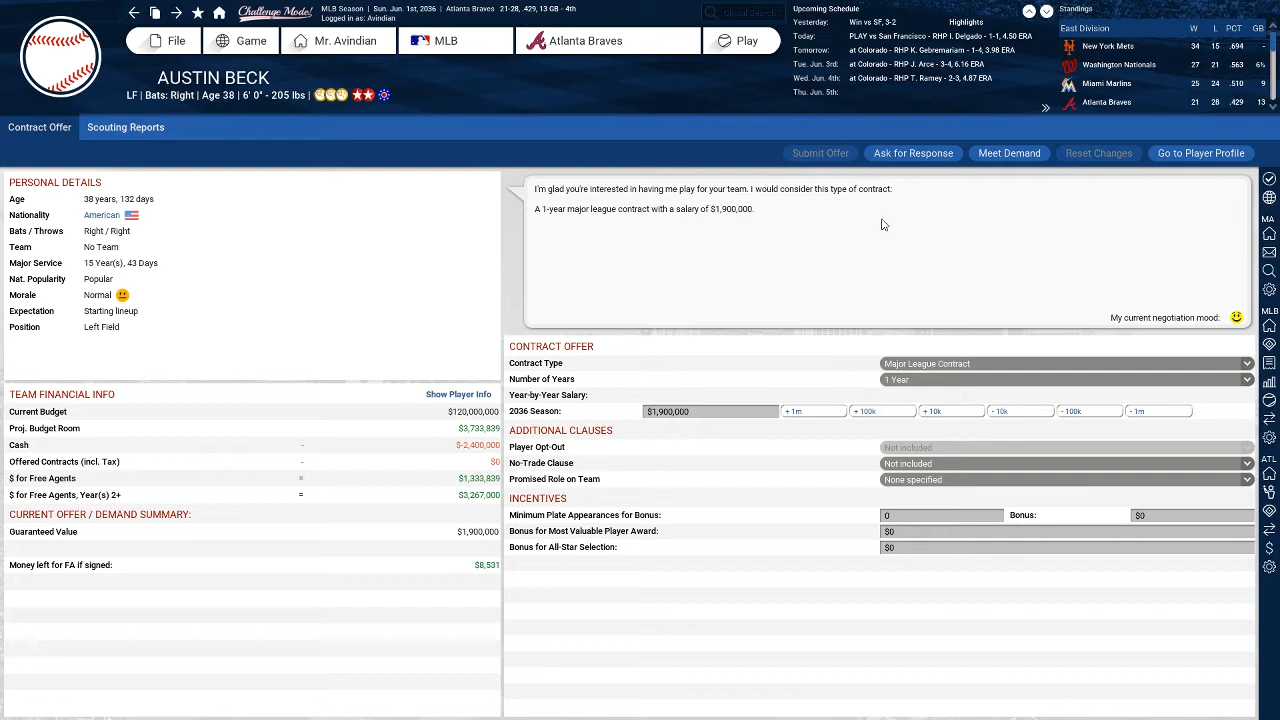 Challenge Mode!
MLB Season | Sun. Jun. 1st, 2036 | Atlanta Braves | 21-28, .429, 13 GB - 4th
Logged in as: Avindian
Global Search
File
Game
Mr. Avindian
MLB
Atlanta Braves
Play
Upcoming Schedule
Yesterday: Win vs SF, 3-2 Highlights
Today: PLAY vs San Francisco - RHP I. Delgado - 1-1, 4.50 ERA
Tomorrow: at Colorado - RHP K. Gebremariam - 1-4, 3.98 ERA
Tue. Jun. 3rd: at Colorado - RHP J. Arce - 3-4, 6.16 ERA
Wed. Jun. 4th: at Colorado - RHP T. Ramey - 2-3, 4.87 ERA
Thu. Jun. 5th:
Standings
East Division W L PCT GB
New York Mets 34 15 .694 -
Washington Nationals 27 21 .563 6½
Miami Marlins 25 24 .510 9
Atlanta Braves 21 28 .429 13
AUSTIN BECK
LF | Bats: Right | Age 38 | 6' 0" - 205 lbs |
Contract Offer
Scouting Reports
Submit Offer
Ask for Response
Meet Demand
Reset Changes
Go to Player Profile
PERSONAL DETAILS
Age 38 years, 132 days
Nationality American
Bats / Throws Right / Right
Team No Team
Major Service 15 Year(s), 43 Days
Nat. Popularity Popular
Morale Normal
Expectation Starting lineup
Position Left Field
I'm glad you're interested in having me play for your team. I would consider this type of contract:
A 1-year major league contract with a salary of $1,900,000.
My current negotiation mood:
TEAM FINANCIAL INFO Show Player Info
Current Budget $120,000,000
Proj. Budget Room $3,733,839
Cash - $-2,400,000
Offered Contracts (incl. Tax) - $0
$ for Free Agents = $1,333,839
$ for Free Agents, Year(s) 2+ = $3,267,000
CURRENT OFFER / DEMAND SUMMARY:
Guaranteed Value $1,900,000
Money left for FA if signed: $8,531
CONTRACT OFFER
Contract Type Major League Contract
Number of Years 1 Year
Year-by-Year Salary:
2036 Season: $1,900,000 + 1m + 100k + 10k - 10k - 100k - 1m
ADDITIONAL CLAUSES
Player Opt-Out Not included
No-Trade Clause Not included
Promised Role on Team None specified
INCENTIVES
Minimum Plate Appearances for Bonus: 0 Bonus: $0
Bonus for Most Valuable Player Award: $0
Bonus for All-Star Selection: $0
MA
MLB
ATL